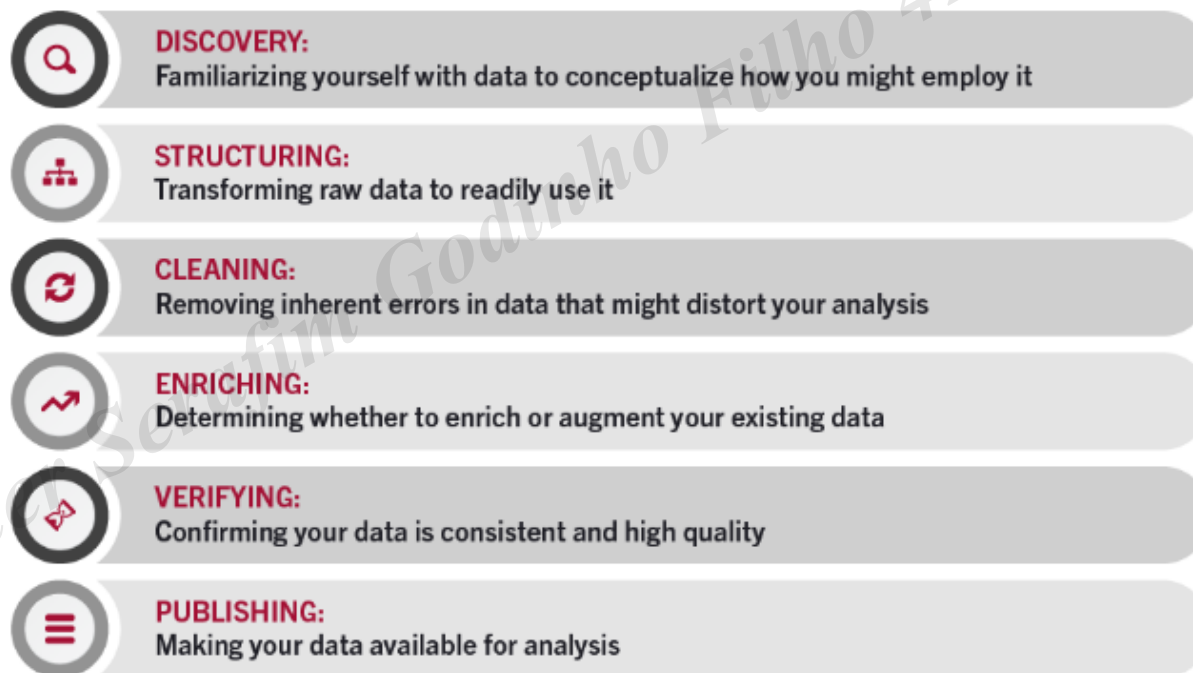 DISCOVERY:
Familiarizing yourself with data to conceptualize how you might employ it
STRUCTURING:
Transforming raw data to readily use it
CLEANING:
Removing inherent errors in data that might distort your analysis
ENRICHING:
Determining whether to enrich or augment your existing data
VERIFYING:
Confirming your data is consistent and high quality
PUBLISHING:
Making your data available for analysis
Serafim Godinho Filho